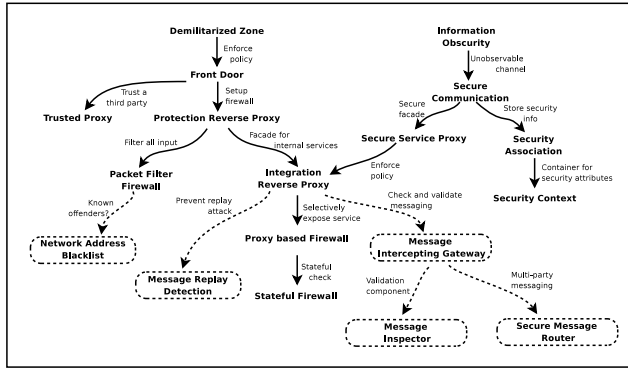 Demilitarized Zone
Information
Obscurity
Enforce
policy
Unobservable
channel
Front Door
Secure
Communication
Trust a
third party
Setup
firewall
Secure
facade
Store security
info
Trusted Proxy
Protection Reverse Proxy
Secure Service Proxy
Security
Association
Filter all input
Facade for
internal services
Enforce
policy
Container for
security attributes
Packet Filter
Firewall
Integration
Reverse Proxy
Security Context
Known
offenders?
Prevent replay
attack
Selectively
expose service
Check and validate
messaging
Network Address
Blacklist
Proxy based Firewall
Message
Intercepting Gateway
Message Replay
Detection
Stateful
check
Stateful Firewall
Validation
component
Multi-party
messaging
Message
Inspector
Secure Message
Router